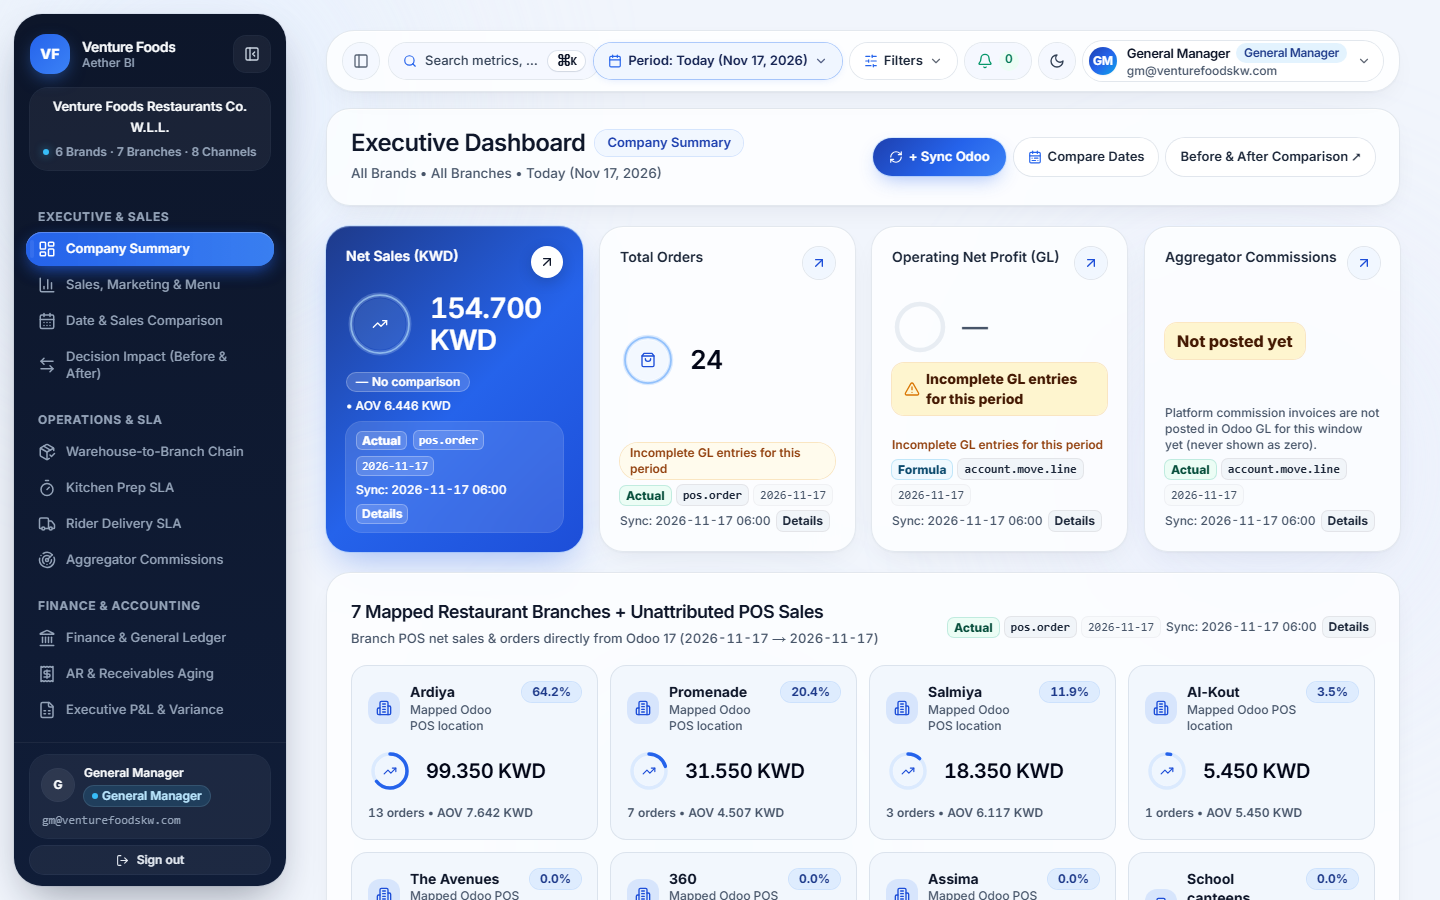 VF
Venture Foods
Aether BI
Venture Foods Restaurants Co.
W.L.L.
6 Brands · 7 Branches · 8 Channels
EXECUTIVE & SALES
Company Summary
Sales, Marketing & Menu
Date & Sales Comparison
Decision Impact (Before &
After)
OPERATIONS & SLA
Warehouse-to-Branch Chain
Kitchen Prep SLA
Rider Delivery SLA
Aggregator Commissions
FINANCE & ACCOUNTING
Finance & General Ledger
AR & Receivables Aging
Executive P&L & Variance
G
General Manager
General Manager
gm@venturefoodskw.com
Sign out
Search metrics, ...
⌘K
Period: Today (Nov 17, 2026)
Filters
0
GM
General Manager
General Manager
gm@venturefoodskw.com
Executive Dashboard
Company Summary
All Brands • All Branches • Today (Nov 17, 2026)
+ Sync Odoo
Compare Dates
Before & After Comparison ↗
Net Sales (KWD)
154.700
KWD
— No comparison
• AOV 6.446 KWD
Actual pos.order
2026-11-17
Sync: 2026-11-17 06:00
Details
Total Orders
24
Incomplete GL entries for this
period
Actual pos.order 2026-11-17
Sync: 2026-11-17 06:00 Details
Operating Net Profit (GL)
—
Incomplete GL entries
for this period
Incomplete GL entries for this period
Formula account.move.line
2026-11-17
Sync: 2026-11-17 06:00 Details
Aggregator Commissions
Not posted yet
Platform commission invoices are not
posted in Odoo GL for this window
yet (never shown as zero).
Actual account.move.line
2026-11-17
Sync: 2026-11-17 06:00 Details
7 Mapped Restaurant Branches + Unattributed POS Sales
Branch POS net sales & orders directly from Odoo 17 (2026-11-17 → 2026-11-17)
Actual pos.order 2026-11-17 Sync: 2026-11-17 06:00 Details
Ardiya
64.2%
Mapped Odoo
POS location
99.350 KWD
13 orders • AOV 7.642 KWD
Promenade
20.4%
Mapped Odoo
POS location
31.550 KWD
7 orders • AOV 4.507 KWD
Salmiya
11.9%
Mapped Odoo
POS location
18.350 KWD
3 orders • AOV 6.117 KWD
Al-Kout
3.5%
Mapped Odoo POS
location
5.450 KWD
1 orders • AOV 5.450 KWD
The Avenues
0.0%
Mapped Odoo POS
360
0.0%
Mapped Odoo POS
Assima
0.0%
Mapped Odoo POS
School
canteens
0.0%